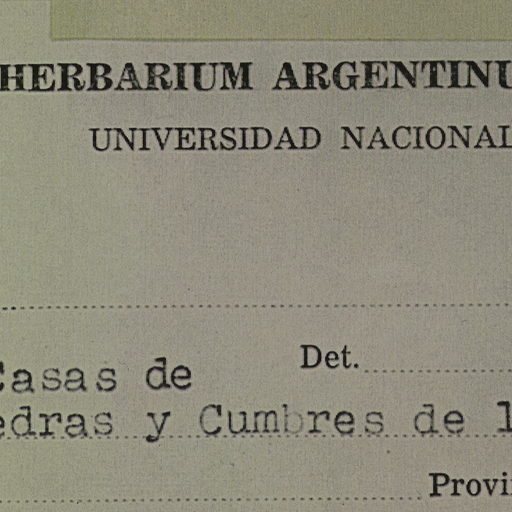 HERBARIUM ARGENTINU
UNIVERSIDAD NACIONAL
Det.
Casas de
edras y Cumbres de l
Provi